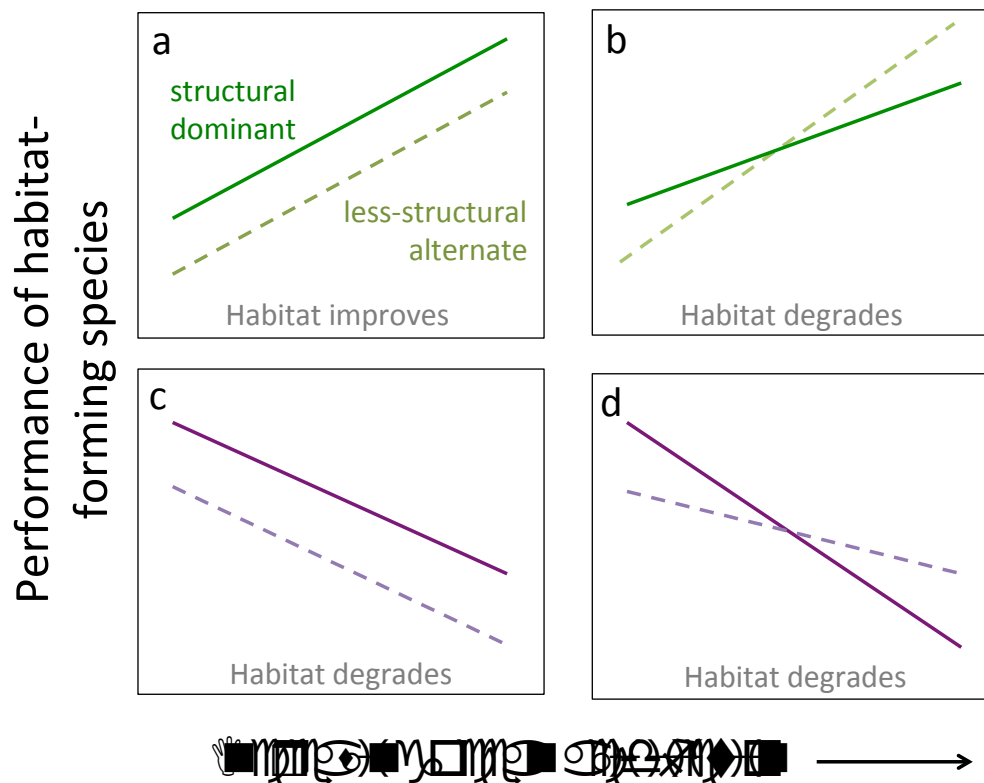 Performance of habitat-
forming species
a
structural
dominant
less-structural
alternate
Habitat improves
b
Habitat degrades
c
Habitat degrades
d
Habitat degrades